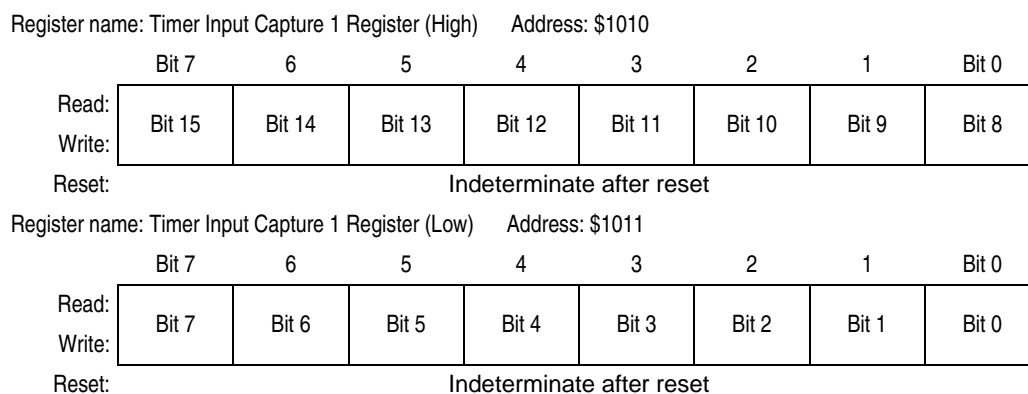 Register name: Timer Input Capture 1 Register (High) Address: $1010
Bit 7 6 5 4 3 2 1 Bit 0
Read:
Bit 15 Bit 14 Bit 13 Bit 12 Bit 11 Bit 10 Bit 9 Bit 8
Write:
Reset: Indeterminate after reset
Register name: Timer Input Capture 1 Register (Low) Address: $1011
Bit 7 6 5 4 3 2 1 Bit 0
Read:
Bit 7 Bit 6 Bit 5 Bit 4 Bit 3 Bit 2 Bit 1 Bit 0
Write:
Reset: Indeterminate after reset